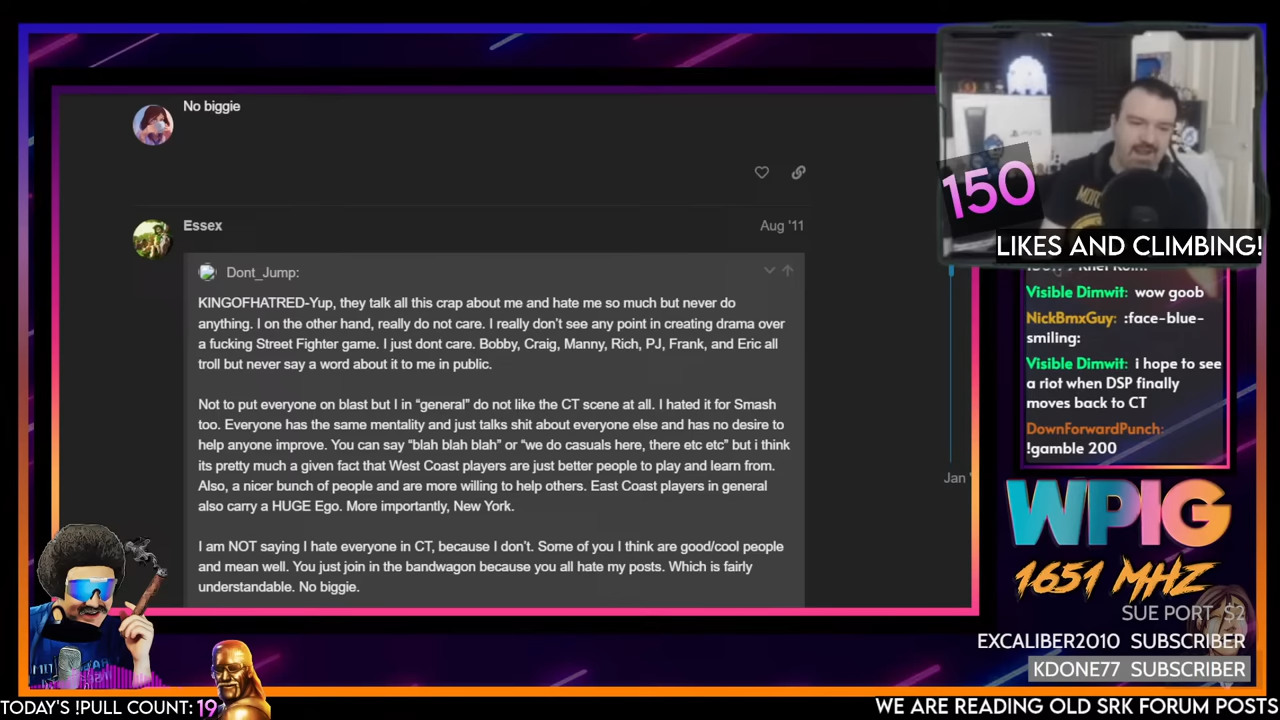 No biggie
Essex
Aug '11
Dont_Jump:
KINGOFHATRED-Yup, they talk all this crap about me and hate me so much but never do
anything. I on the other hand, really do not care. I really don't see any point in creating drama over
a fucking Street Fighter game. I just dont care. Bobby, Craig, Manny, Rich, PJ, Frank, and Eric all
troll but never say a word about it to me in public.
Not to put everyone on blast but I in “general” do not like the CT scene at all. I hated it for Smash
too. Everyone has the same mentality and just talks shit about everyone else and has no desire to
help anyone improve. You can say “blah blah blah” or “we do casuals here, there etc etc” but i think
its pretty much a given fact that West Coast players are just better people to play and learn from.
Also, a nicer bunch of people and are more willing to help others. East Coast players in general
also carry a HUGE Ego. More importantly, New York.
I am NOT saying I hate everyone in CT, because I don't. Some of you I think are good/cool people
and mean well. You just join in the bandwagon because you all hate my posts. Which is fairly
understandable. No biggie.
Jan '
150
LIKES AND CLIMBING!
Visible Dimwit: wow goob
NickBmxGuy: :face-blue-
smiling:
Visible Dimwit: i hope to see
a riot when DSP finally
moves back to CT
DownForwardPunch:
!gamble 200
WPIG
1651 MHZ
SUE PORT $2
EXCALIBER2010 SUBSCRIBER
KDONE77 SUBSCRIBER
TODAY'S !PULL COUNT: 19
WE ARE READING OLD SRK FORUM POSTS